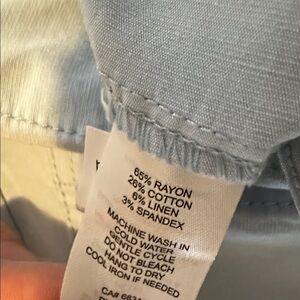 65% RAYON
26% COTTON
6% LINEN
3% SPANDEX
MACHINE WASH IN
COLD WATER
GENTLE CYCLE
DO NOT BLEACH
HANG TO DRY
COOL IRON IF NEEDED
CA#